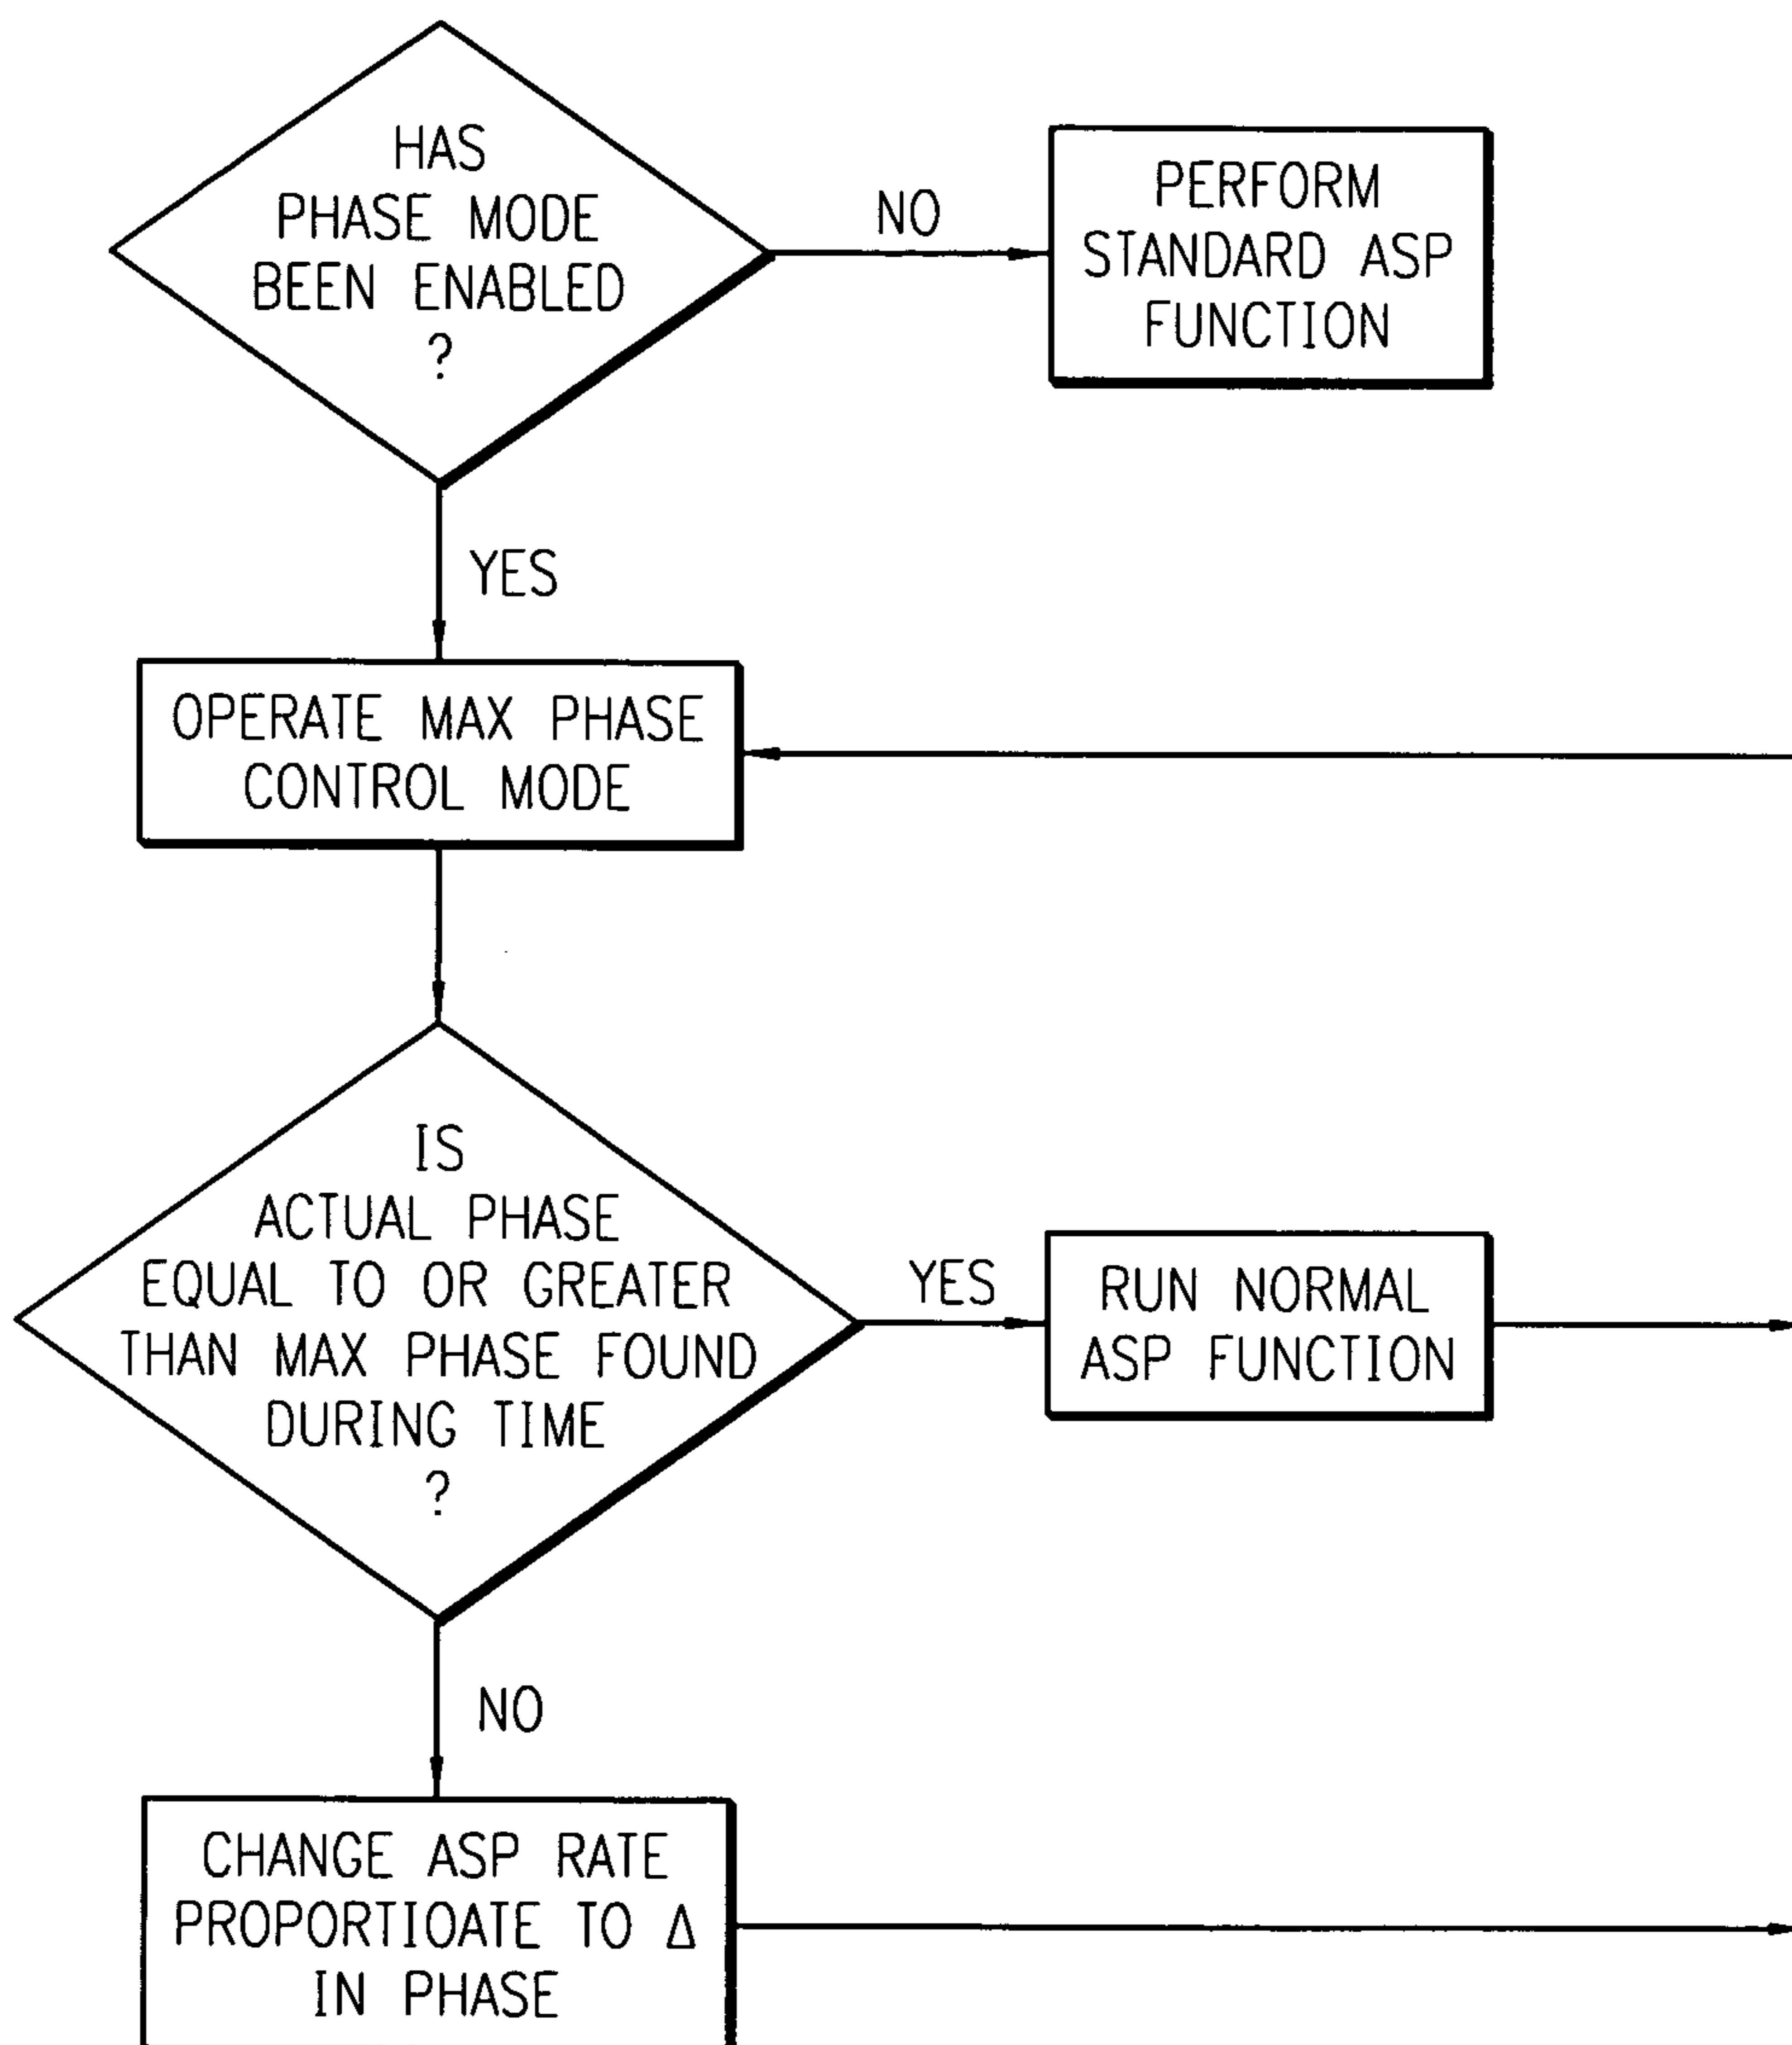 HAS
PHASE MODE
BEEN ENABLED
?
NO
PERFORM
STANDARD ASP
FUNCTION
YES
OPERATE MAX PHASE
CONTROL MODE
IS
ACTUAL PHASE
EQUAL TO OR GREATER
THAN MAX PHASE FOUND
DURING TIME
?
YES
RUN NORMAL
ASP FUNCTION
NO
CHANGE ASP RATE
PROPORTIOATE TO Δ
IN PHASE